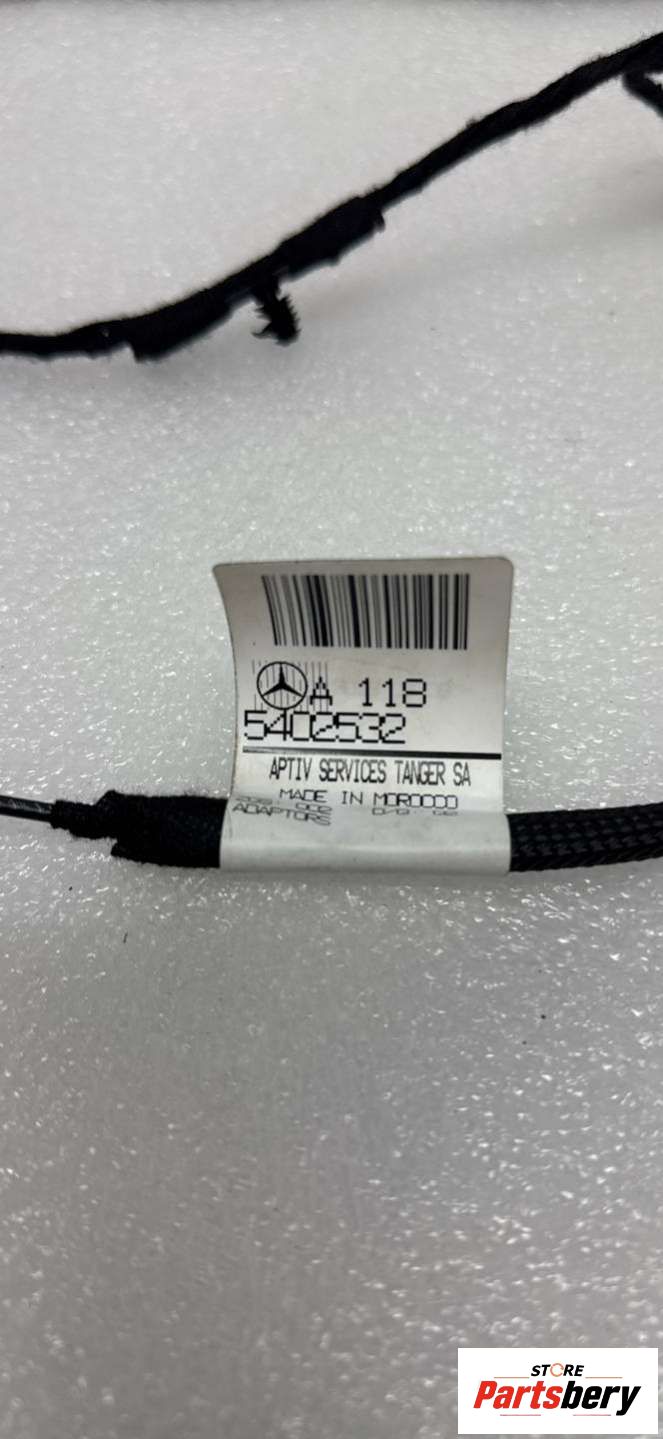 A 118
5402532
APTIV SERVICES TANGER SA
MADE IN MOROCCO
ADAPTORS
STORE
Partsbery